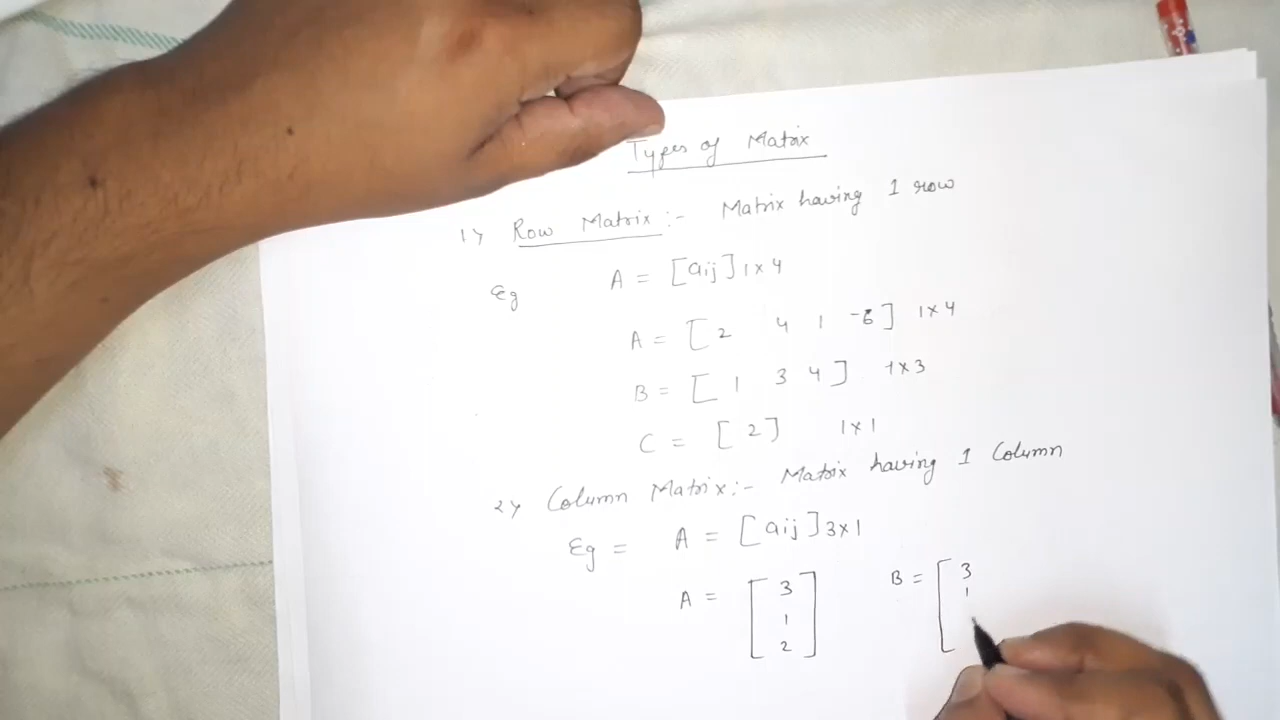 Types of Matrix
1) Row Matrix :- Matrix having 1 row
Eg A = [aij] 1 x 4
A = [ 2 4 1 -6 ] 1 x 4
B = [ 1 3 4 ] 1 x 3
C = [ 2 ] 1 x 1
2) Column Matrix :- Matrix having 1 Column
Eg = A = [aij] 3 x 1
A = [ 3 B = [ 3
1 1
2 ]